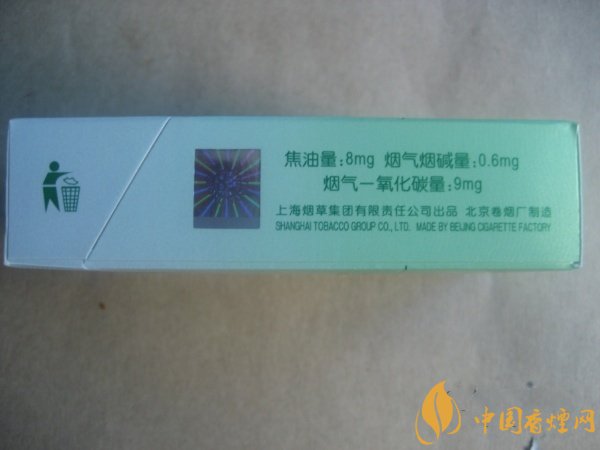 焦油量:8mg 烟气烟碱量:0.6mg
烟气一氧化碳量:9mg
上海烟草集团有限责任公司出品 北京卷烟厂制造
SHANGHAI TOBACCO GROUP CO., LTD. MADE BY BEIJING CIGARETTE FACTORY
中国香煙网